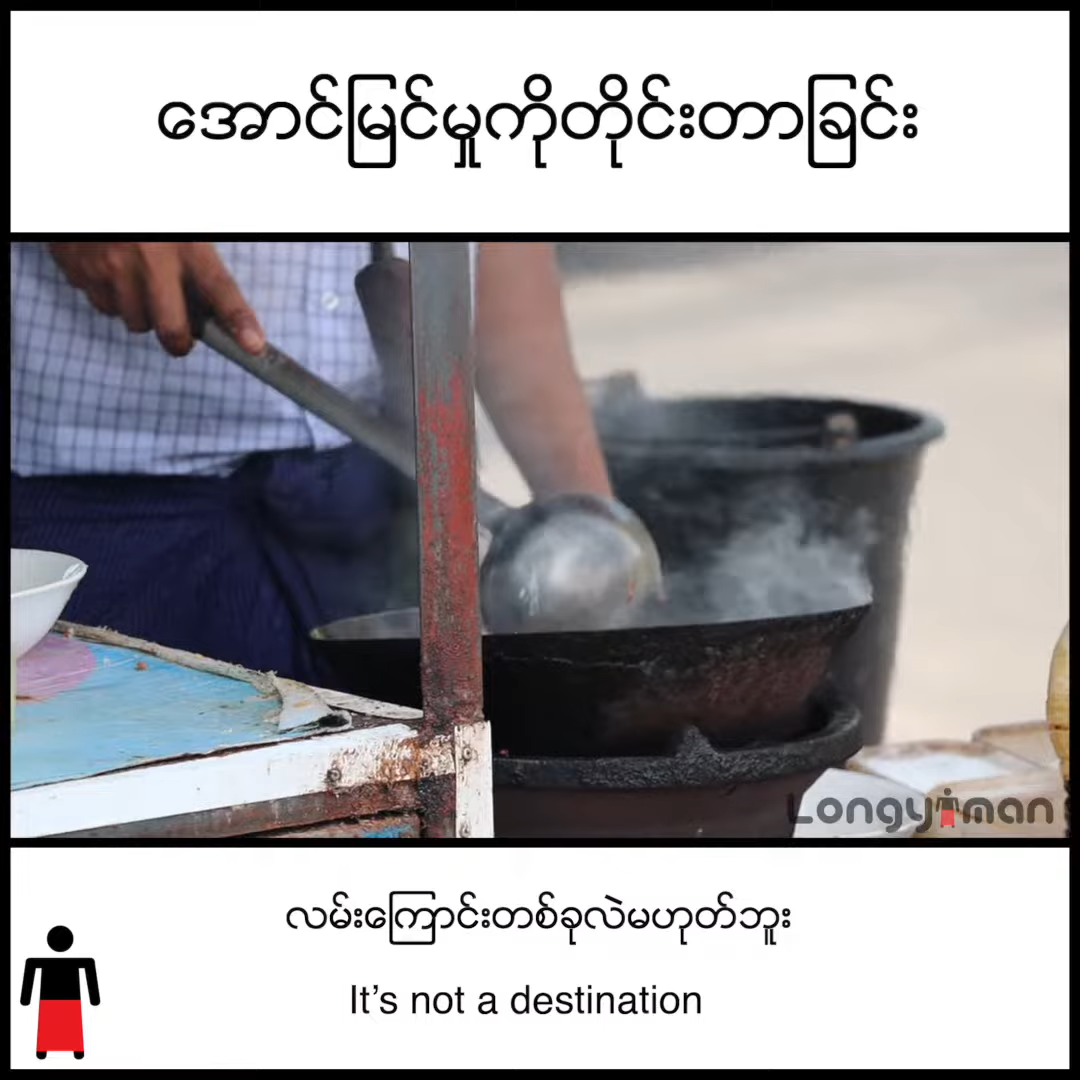 အောင်မြင်မှုကိုတိုင်းတာခြင်း
Longyiman
လမ်းကြောင်းတစ်ခုလဲမဟုတ်ဘူး
It’s not a destination